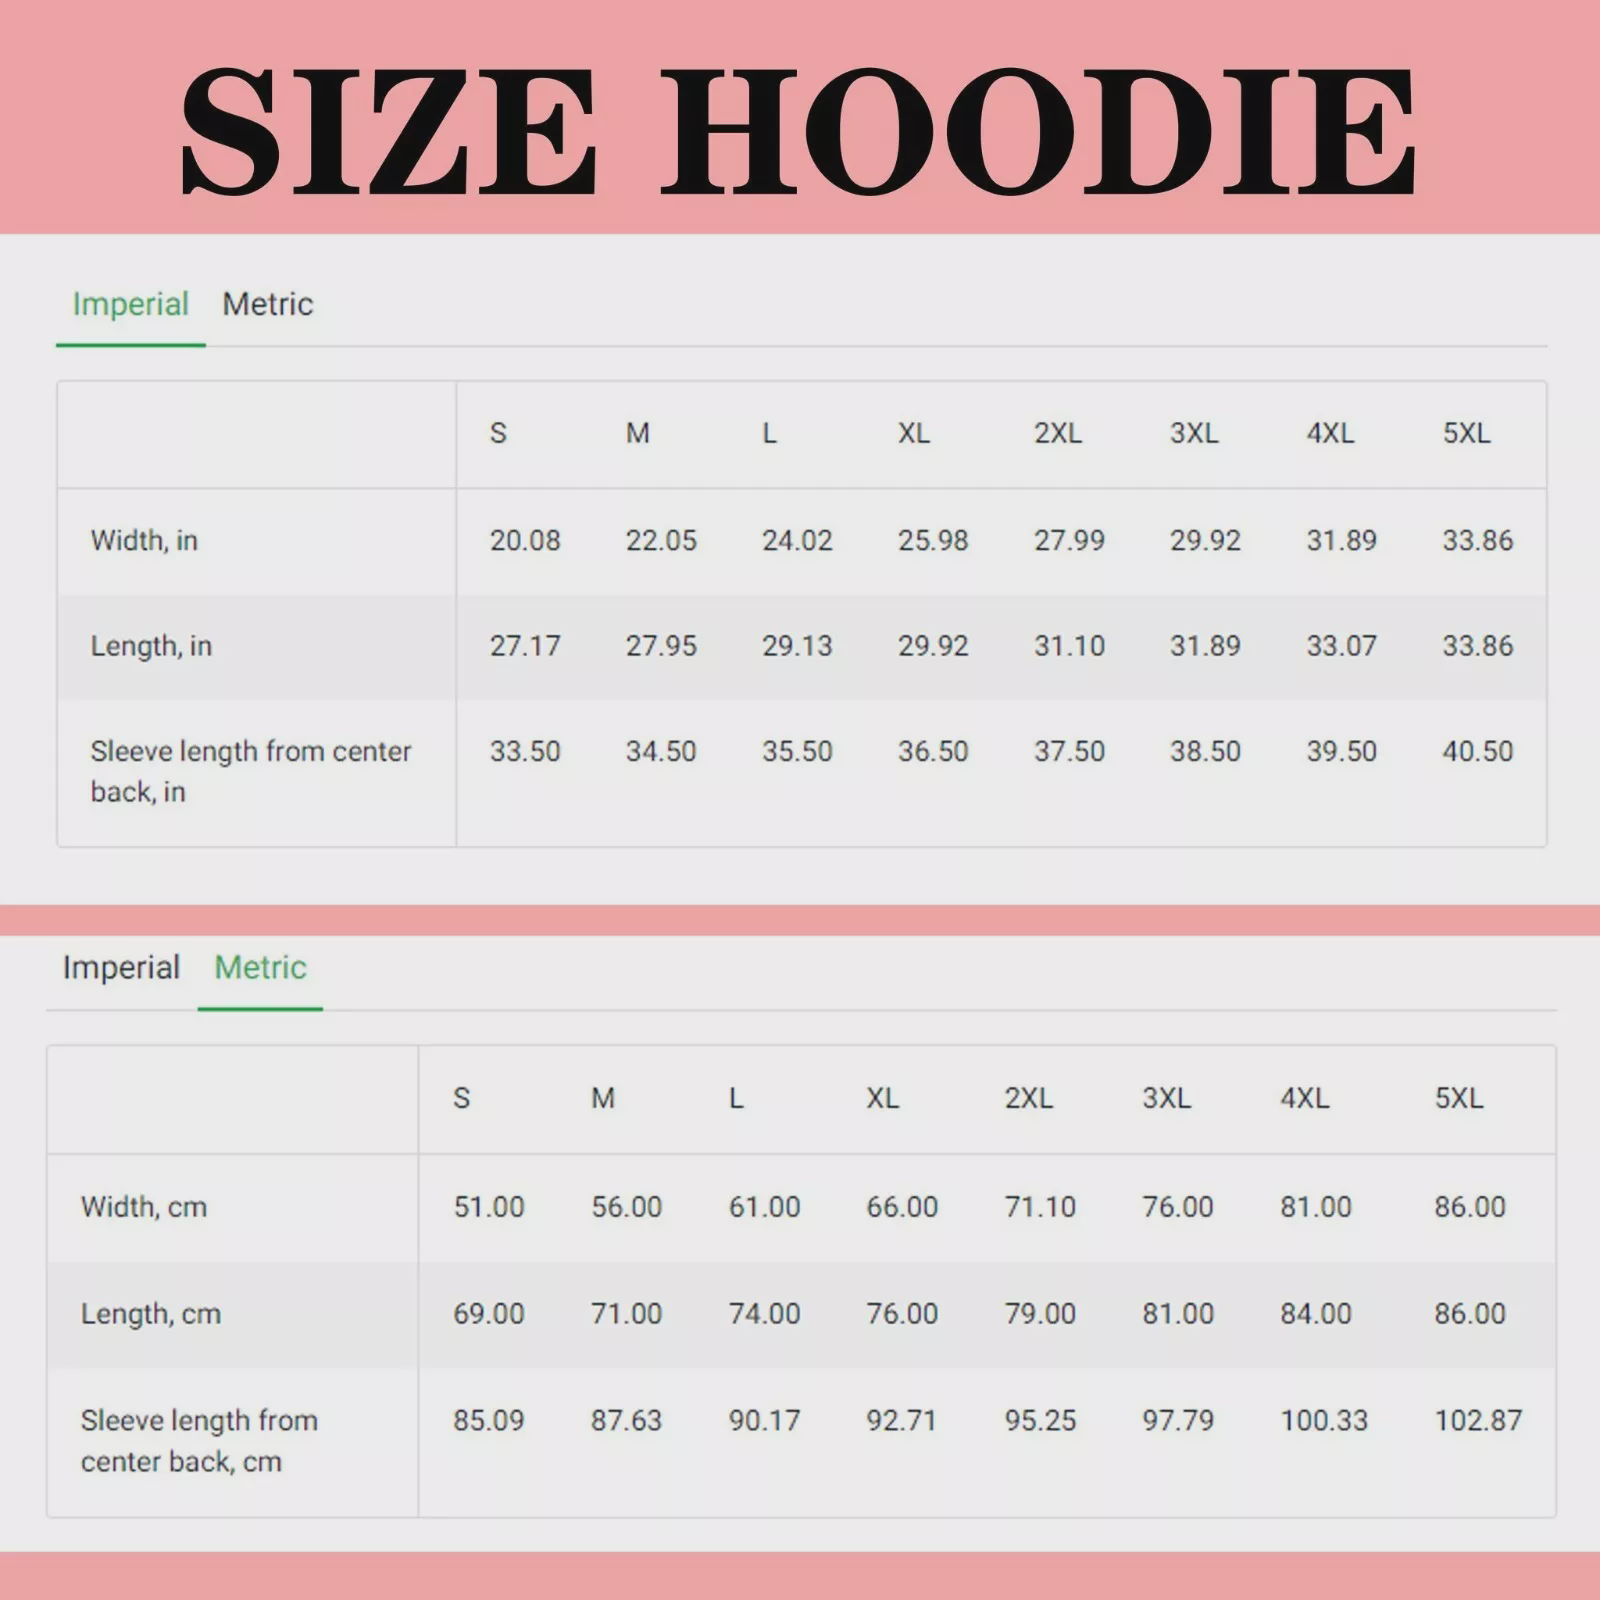 SIZE HOODIE
Imperial Metric
S M L XL 2XL 3XL 4XL 5XL
Width, in 20.08 22.05 24.02 25.98 27.99 29.92 31.89 33.86
Length, in 27.17 27.95 29.13 29.92 31.10 31.89 33.07 33.86
Sleeve length from center 33.50 34.50 35.50 36.50 37.50 38.50 39.50 40.50
back, in
Imperial Metric
S M L XL 2XL 3XL 4XL 5XL
Width, cm 51.00 56.00 61.00 66.00 71.10 76.00 81.00 86.00
Length, cm 69.00 71.00 74.00 76.00 79.00 81.00 84.00 86.00
Sleeve length from 85.09 87.63 90.17 92.71 95.25 97.79 100.33 102.87
center back, cm